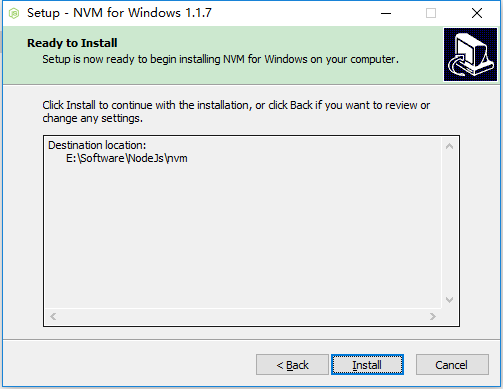 Setup - NVM for Windows 1.1.7
Ready to Install
Setup is now ready to begin installing NVM for Windows on your computer.
Click Install to continue with the installation, or click Back if you want to review or
change any settings.
Destination location:
E:\Software\NodeJs\nvm
< Back
Install
Cancel